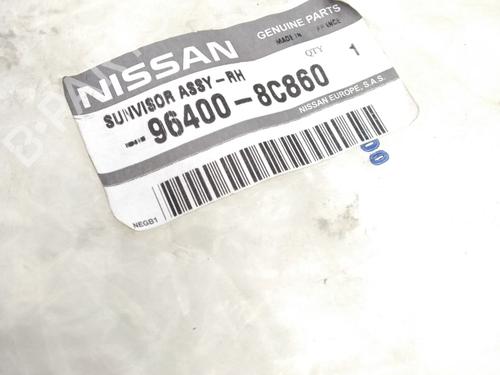 NISSAN
GENUINE PARTS
MADE IN FRANCE
SUNVISOR ASSY-RH
QTY 1
96400-8C860
NISSAN EUROPE, S.A.S.
NEGB1